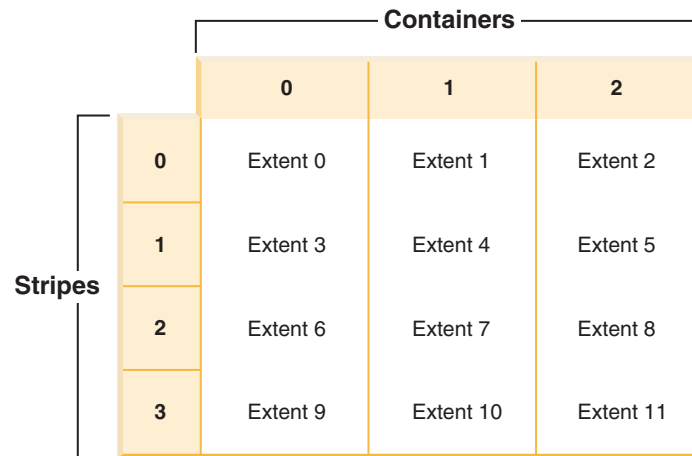 Containers
0 1 2
0 Extent 0 Extent 1 Extent 2
1 Extent 3 Extent 4 Extent 5
Stripes
2 Extent 6 Extent 7 Extent 8
3 Extent 9 Extent 10 Extent 11